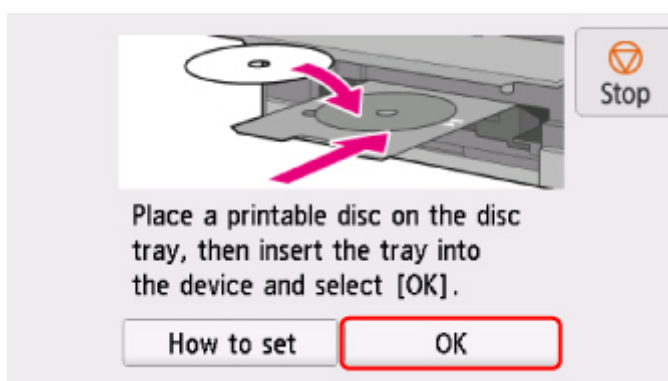 Stop
Place a printable disc on the disc
tray, then insert the tray into
the device and select [OK].
How to set
OK